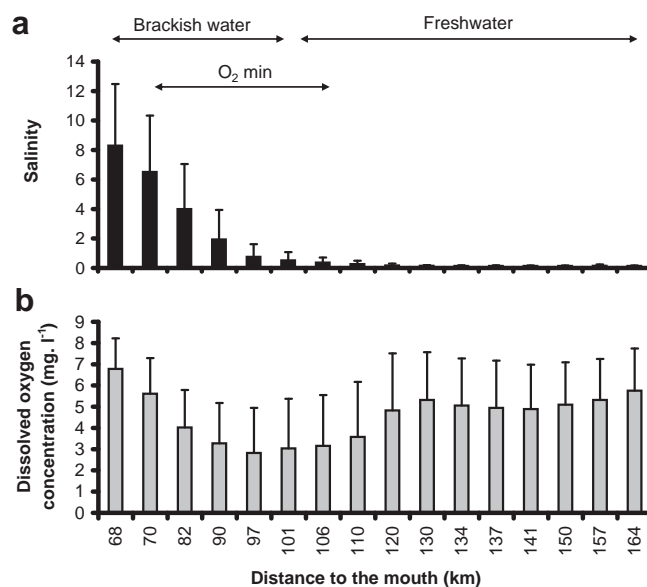 a
Brackish water
Freshwater
O₂ min
14
12
10
8
6
4
2
0
Salinity
b
9
8
7
6
5
4
3
2
1
0
Dissolved oxygen
concentration (mg. l⁻¹)
68 70 82 90 97 101 106 110 120 130 134 137 141 150 157 164
Distance to the mouth (km)